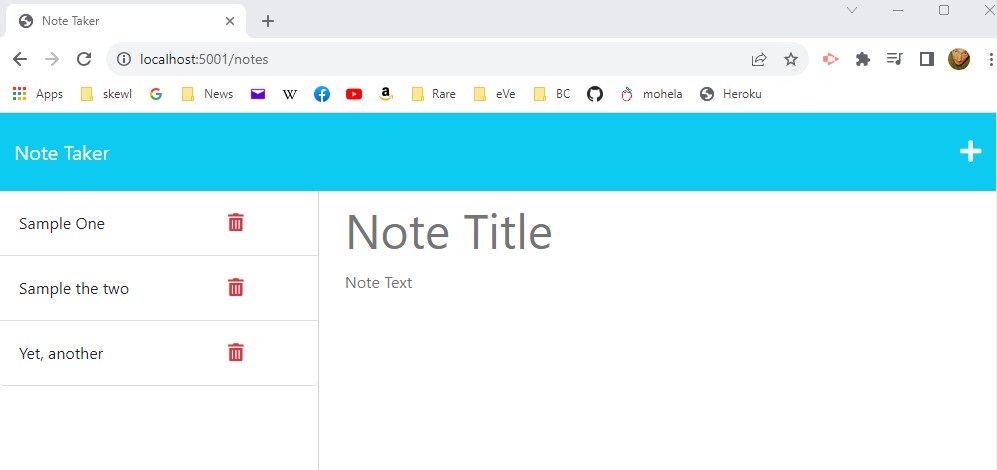 Note Taker
localhost:5001/notes
Apps skewl News W Rare eVe BC mohela Heroku
Note Taker
Sample One
Sample the two
Yet, another
Note Title
Note Text